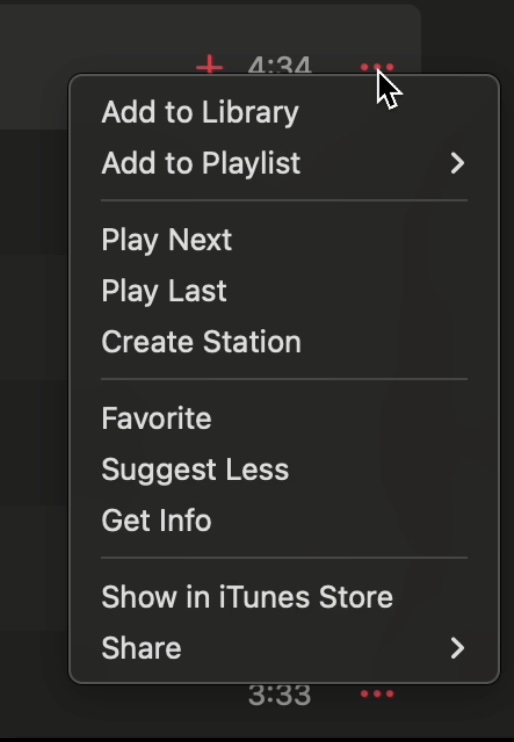 4:34
Add to Library
Add to Playlist
Play Next
Play Last
Create Station
Favorite
Suggest Less
Get Info
Show in iTunes Store
Share
3:33